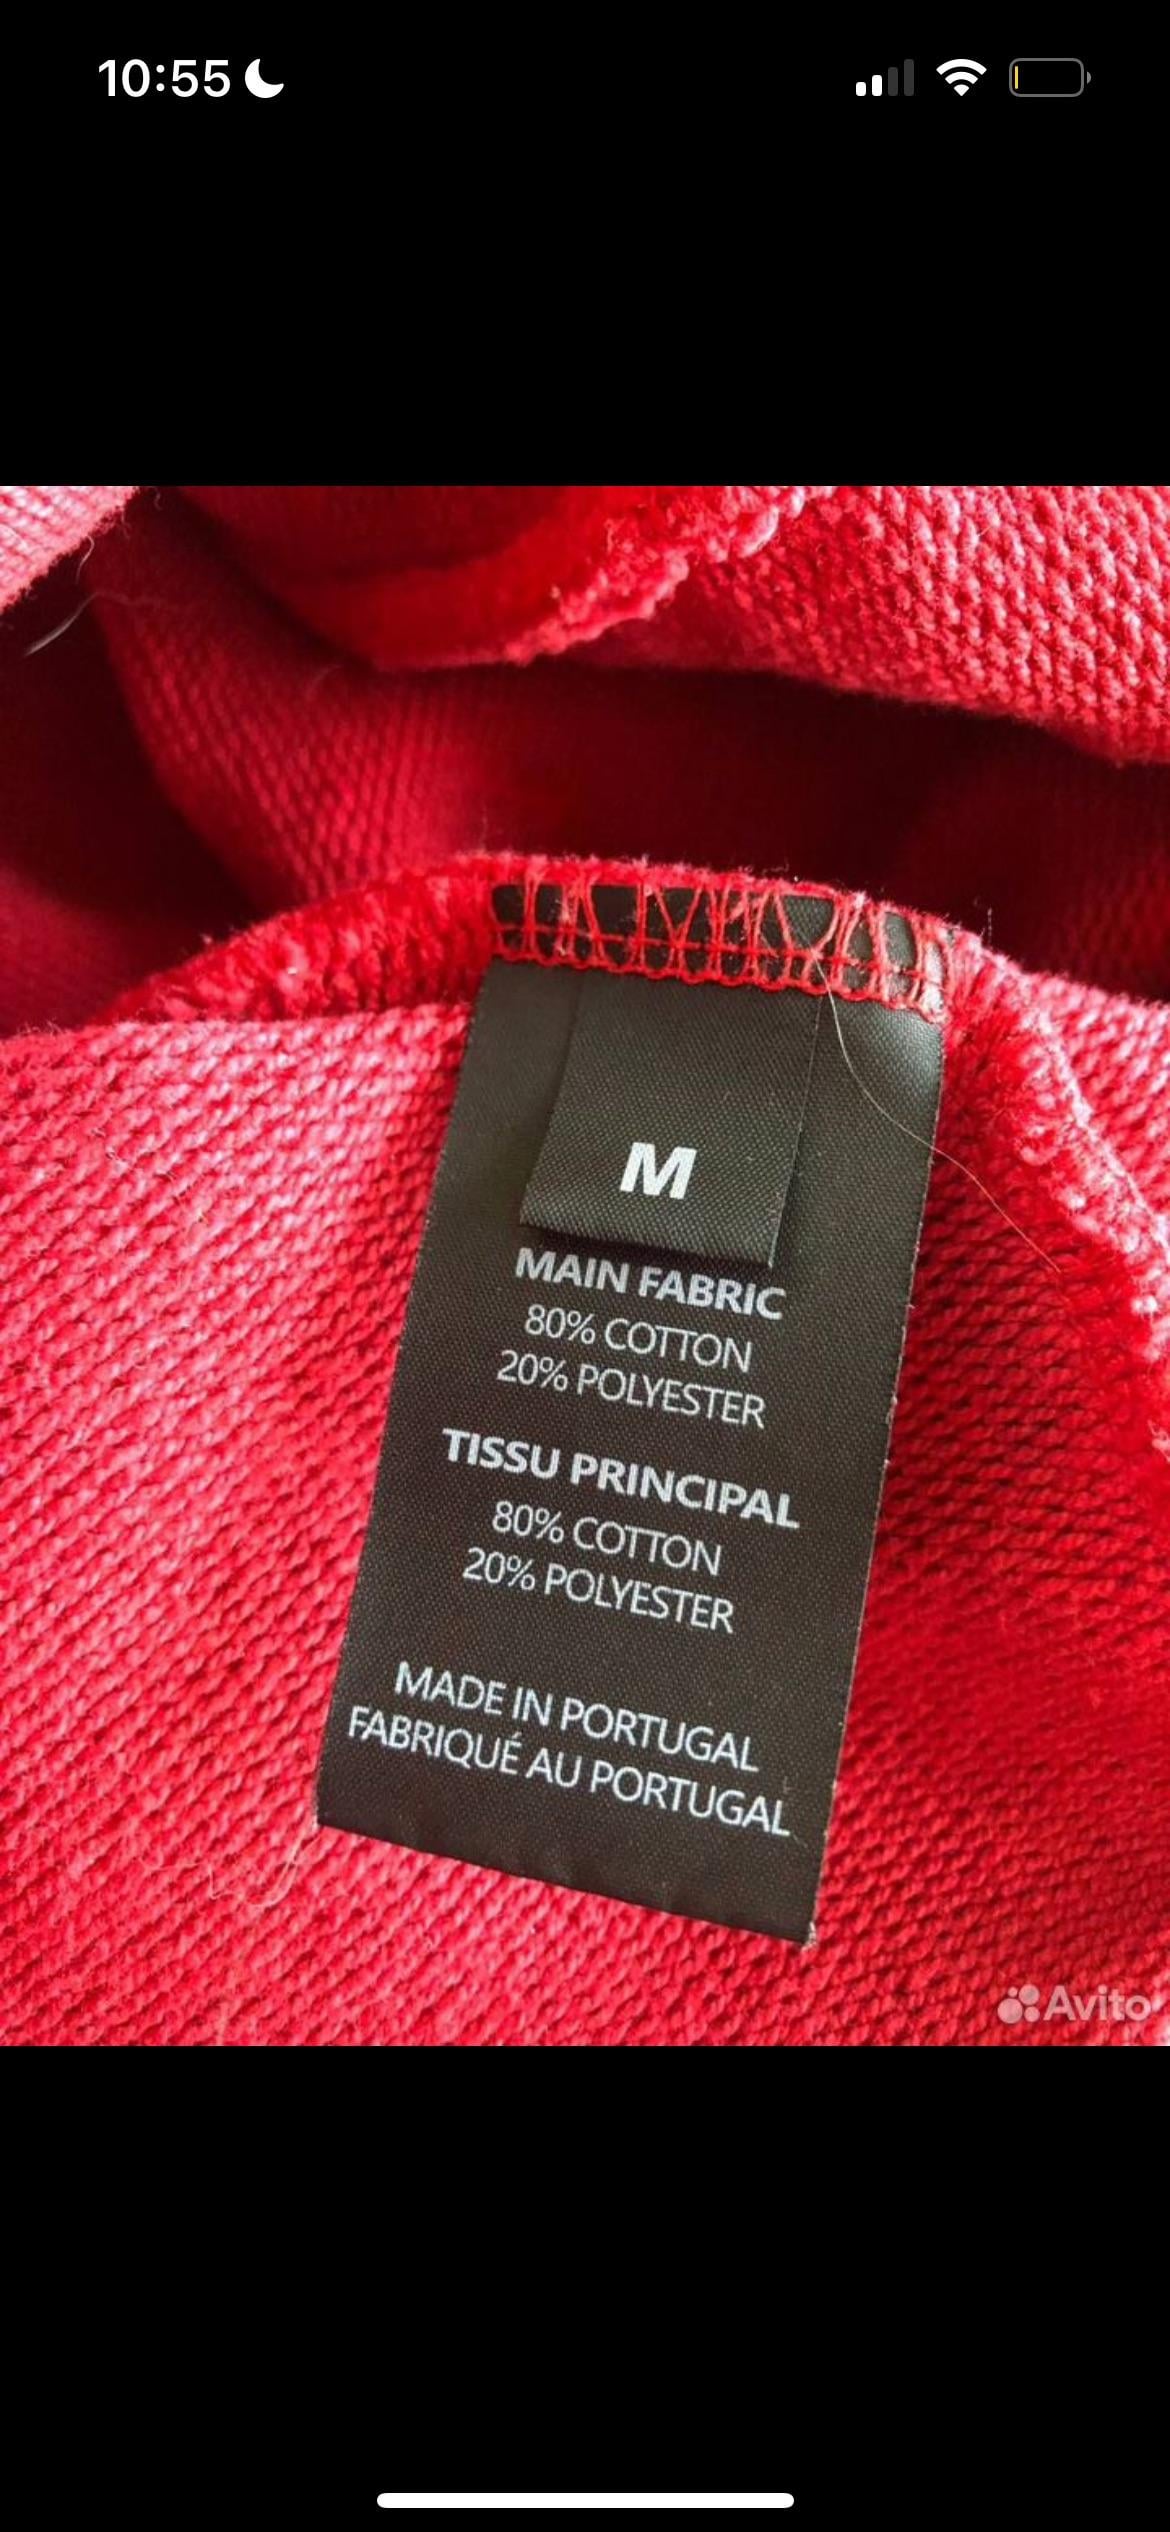 10:55
M
MAIN FABRIC
80% COTTON
20% POLYESTER
TISSU PRINCIPAL
80% COTTON
20% POLYESTER
MADE IN PORTUGAL
FABRIQUÉ AU PORTUGAL
Avito